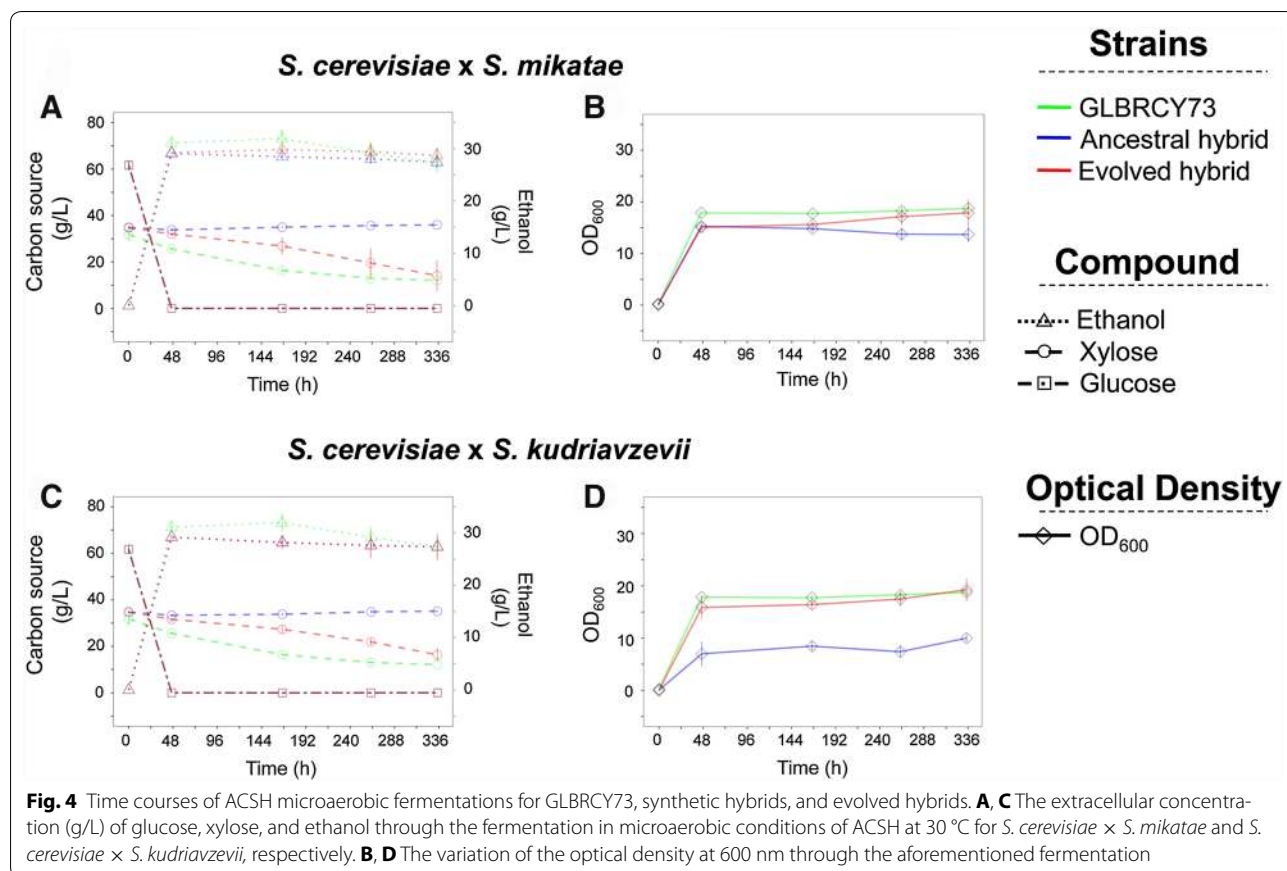 S. cerevisiae x S. mikatae
A
Carbon source
(g/L)
80
60
40
20
0
30
20
10
0
Ethanol
(g/L)
0 48 96 144 192 240 288 336
Time (h)
B
OD600
30
20
10
0
0 48 96 144 192 240 288 336
Time (h)
S. cerevisiae x S. kudriavzevii
C
Carbon source
(g/L)
80
60
40
20
0
30
20
10
0
Ethanol
(g/L)
0 48 96 144 192 240 288 336
Time (h)
D
OD600
30
20
10
0
0 48 96 144 192 240 288 336
Time (h)
Strains
GLBRCY73
Ancestral hybrid
Evolved hybrid
Compound
Ethanol
Xylose
Glucose
Optical Density
OD600
Fig. 4 Time courses of ACSH microaerobic fermentations for GLBRCY73, synthetic hybrids, and evolved hybrids. A, C The extracellular concentra-
tion (g/L) of glucose, xylose, and ethanol through the fermentation in microaerobic conditions of ACSH at 30 °C for S. cerevisiae × S. mikatae and S.
cerevisiae × S. kudriavzevii, respectively. B, D The variation of the optical density at 600 nm through the aforementioned fermentation